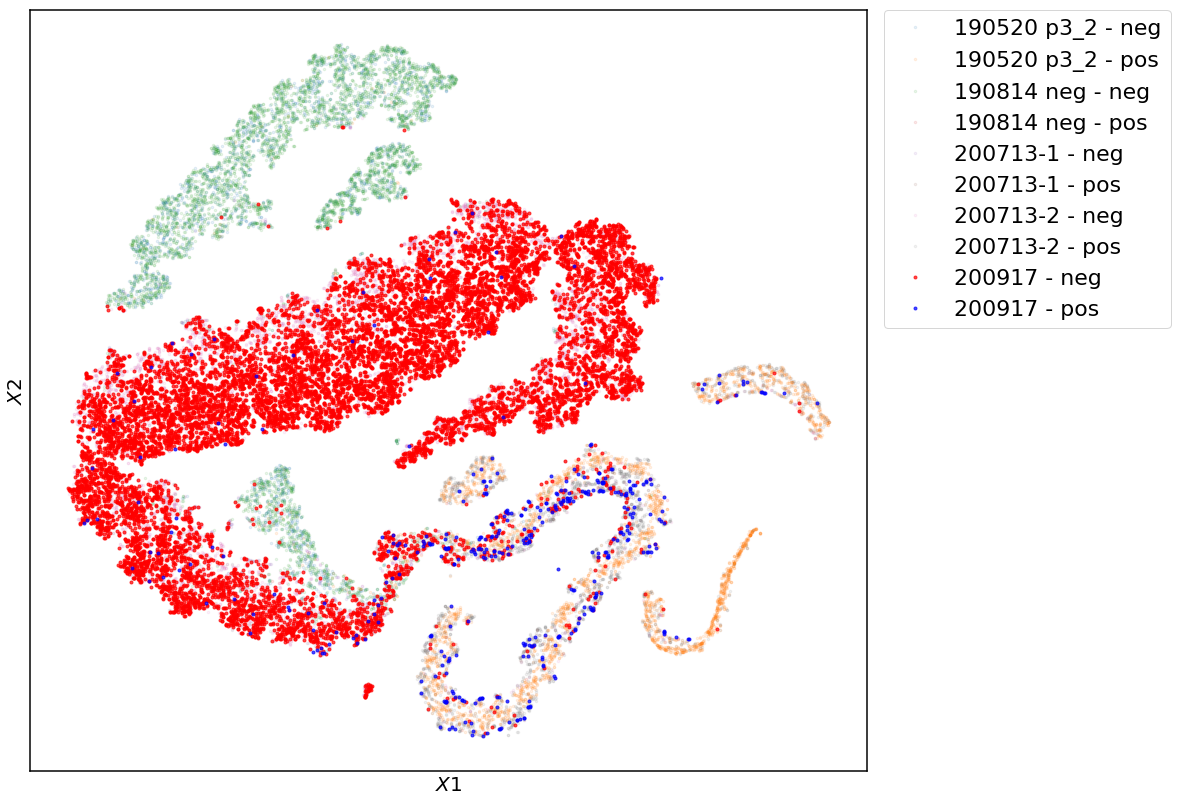 190520 p3_2 - neg
190520 p3_2 - pos
190814 neg - neg
190814 neg - pos
200713-1 - neg
200713-1 - pos
200713-2 - neg
200713-2 - pos
200917 - neg
200917 - pos
X2
X1